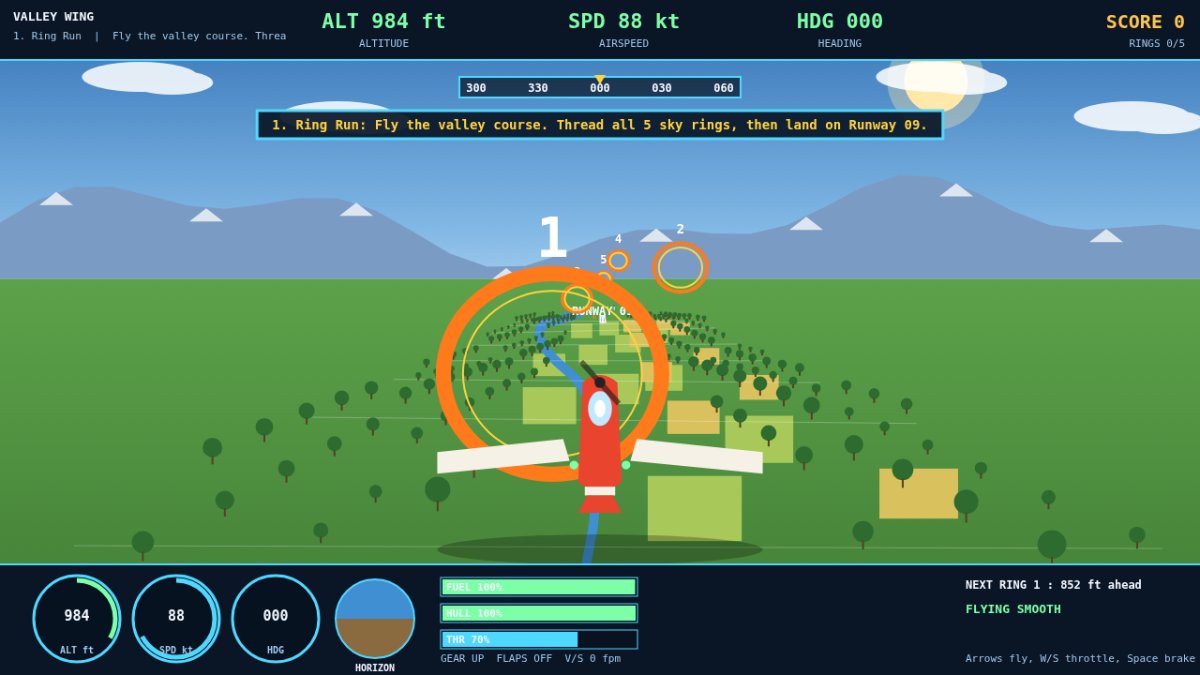 VALLEY WING
1. Ring Run | Fly the valley course. Threa
ALT 984 ft
ALTITUDE
SPD 88 kt
AIRSPEED
HDG 000
HEADING
SCORE 0
RINGS 0/5
300 330 000 030 060
1. Ring Run: Fly the valley course. Thread all 5 sky rings, then land on Runway 09.
1
2
4
5
RUNWAY 0
984
ALT ft
88
SPD kt
000
HDG
HORIZON
FUEL 100%
HULL 100%
THR 70%
GEAR UP FLAPS OFF V/S 0 fpm
NEXT RING 1 : 852 ft ahead
FLYING SMOOTH
Arrows fly, W/S throttle, Space brake